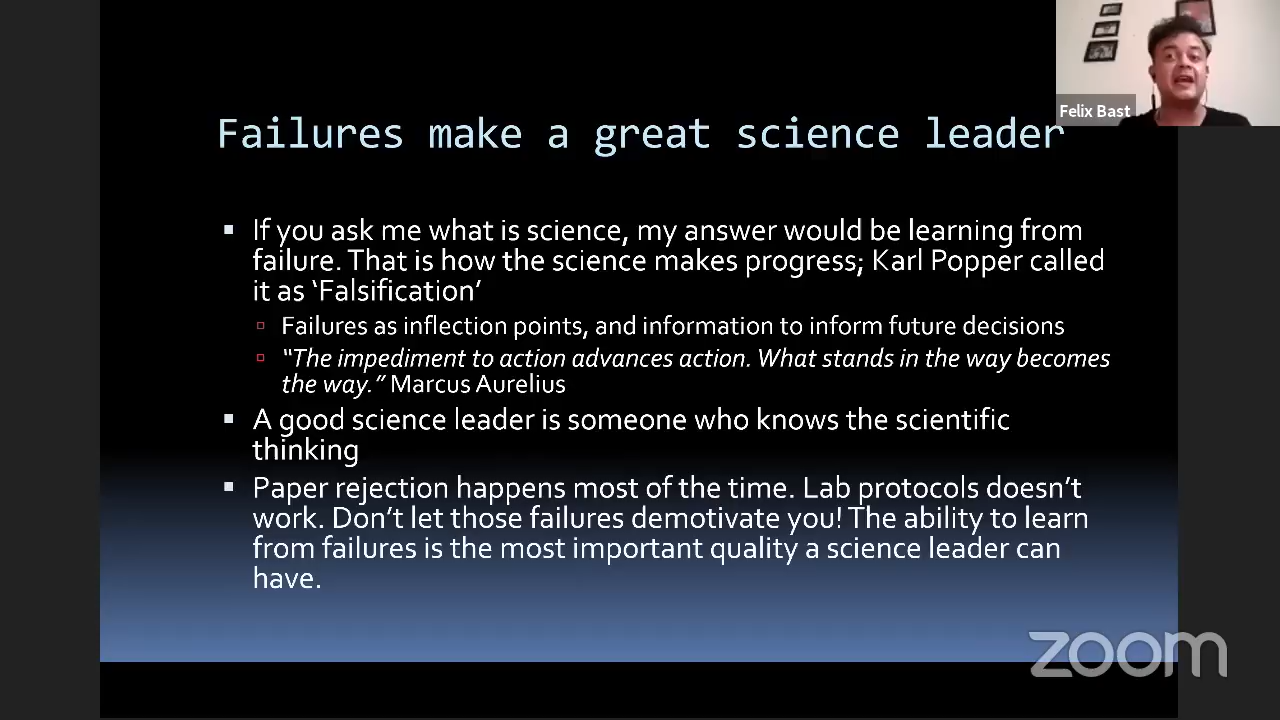 Felix Bast
Failures make a great science leader
▪ If you ask me what is science, my answer would be learning from
failure. That is how the science makes progress; Karl Popper called
it as ‘Falsification’
▫ Failures as inflection points, and information to inform future decisions
▫ “The impediment to action advances action. What stands in the way becomes
the way.” Marcus Aurelius
▪ A good science leader is someone who knows the scientific
thinking
▪ Paper rejection happens most of the time. Lab protocols doesn’t
work. Don’t let those failures demotivate you! The ability to learn
from failures is the most important quality a science leader can
have.
zoom